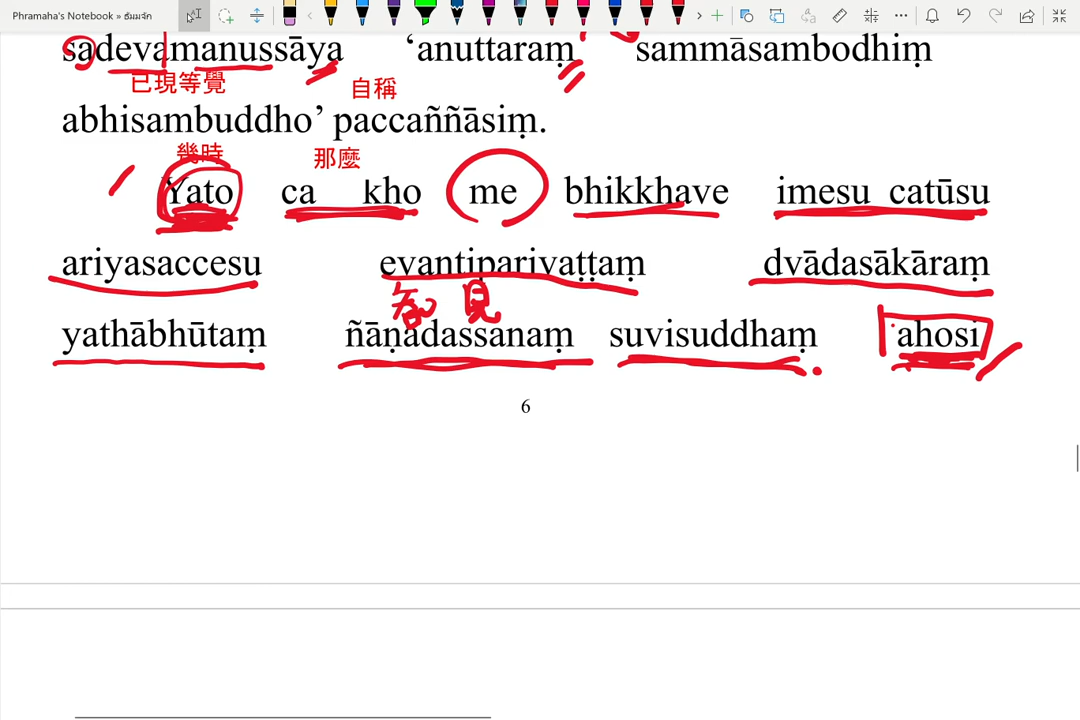 Phramaha's Notebook » ธัมมจัก
sadevamanussāya ‘anuttaraṃ sammāsambodhiṃ
已現等覺 自稱
abhisambuddho’ paccaññāsiṃ.
幾時 那麼
Yato ca kho me bhikkhave imesu catūsu
ariyasaccesu evantiparivaṭṭaṃ dvādasākāraṃ
知 見
yathābhūtaṃ ñāṇadassanaṃ suvisuddhaṃ ahosi
6